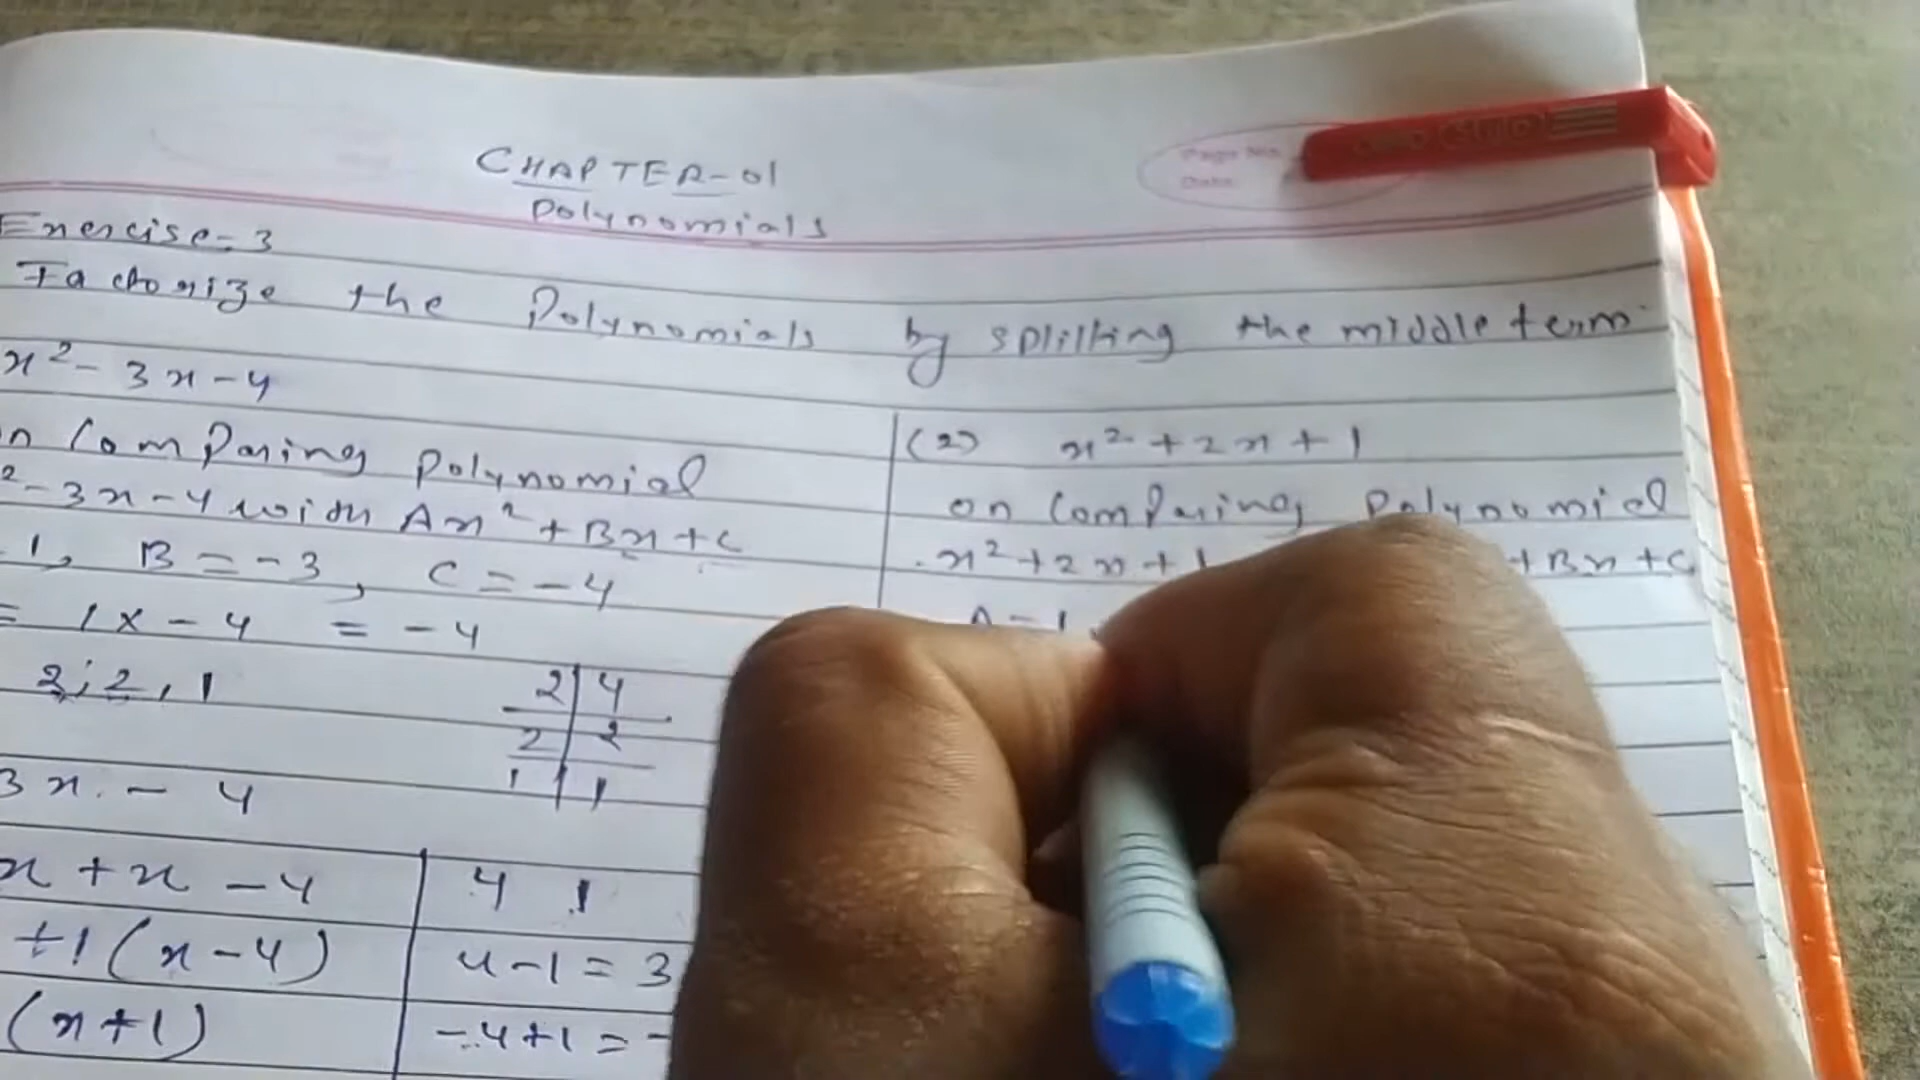 CHAPTER-01
Polynomials
Exercise-3
Factorize the Polynomials by splitting the middle term
x²-3x-4
on Comparing Polynomial
²-3x-4 with Ax²+Bx+C
1, B=-3, C=-4
= 1x-4 = -4
2,2,1
2|4
2|2
1|1
3x-4
x+x-4
+1(x-4)
(x+1)
4 1
4-1=3
-4+1=-
(2) x²+2x+1
on Comparing Polynomial
x²+2x+1 +Bx+C
A=1